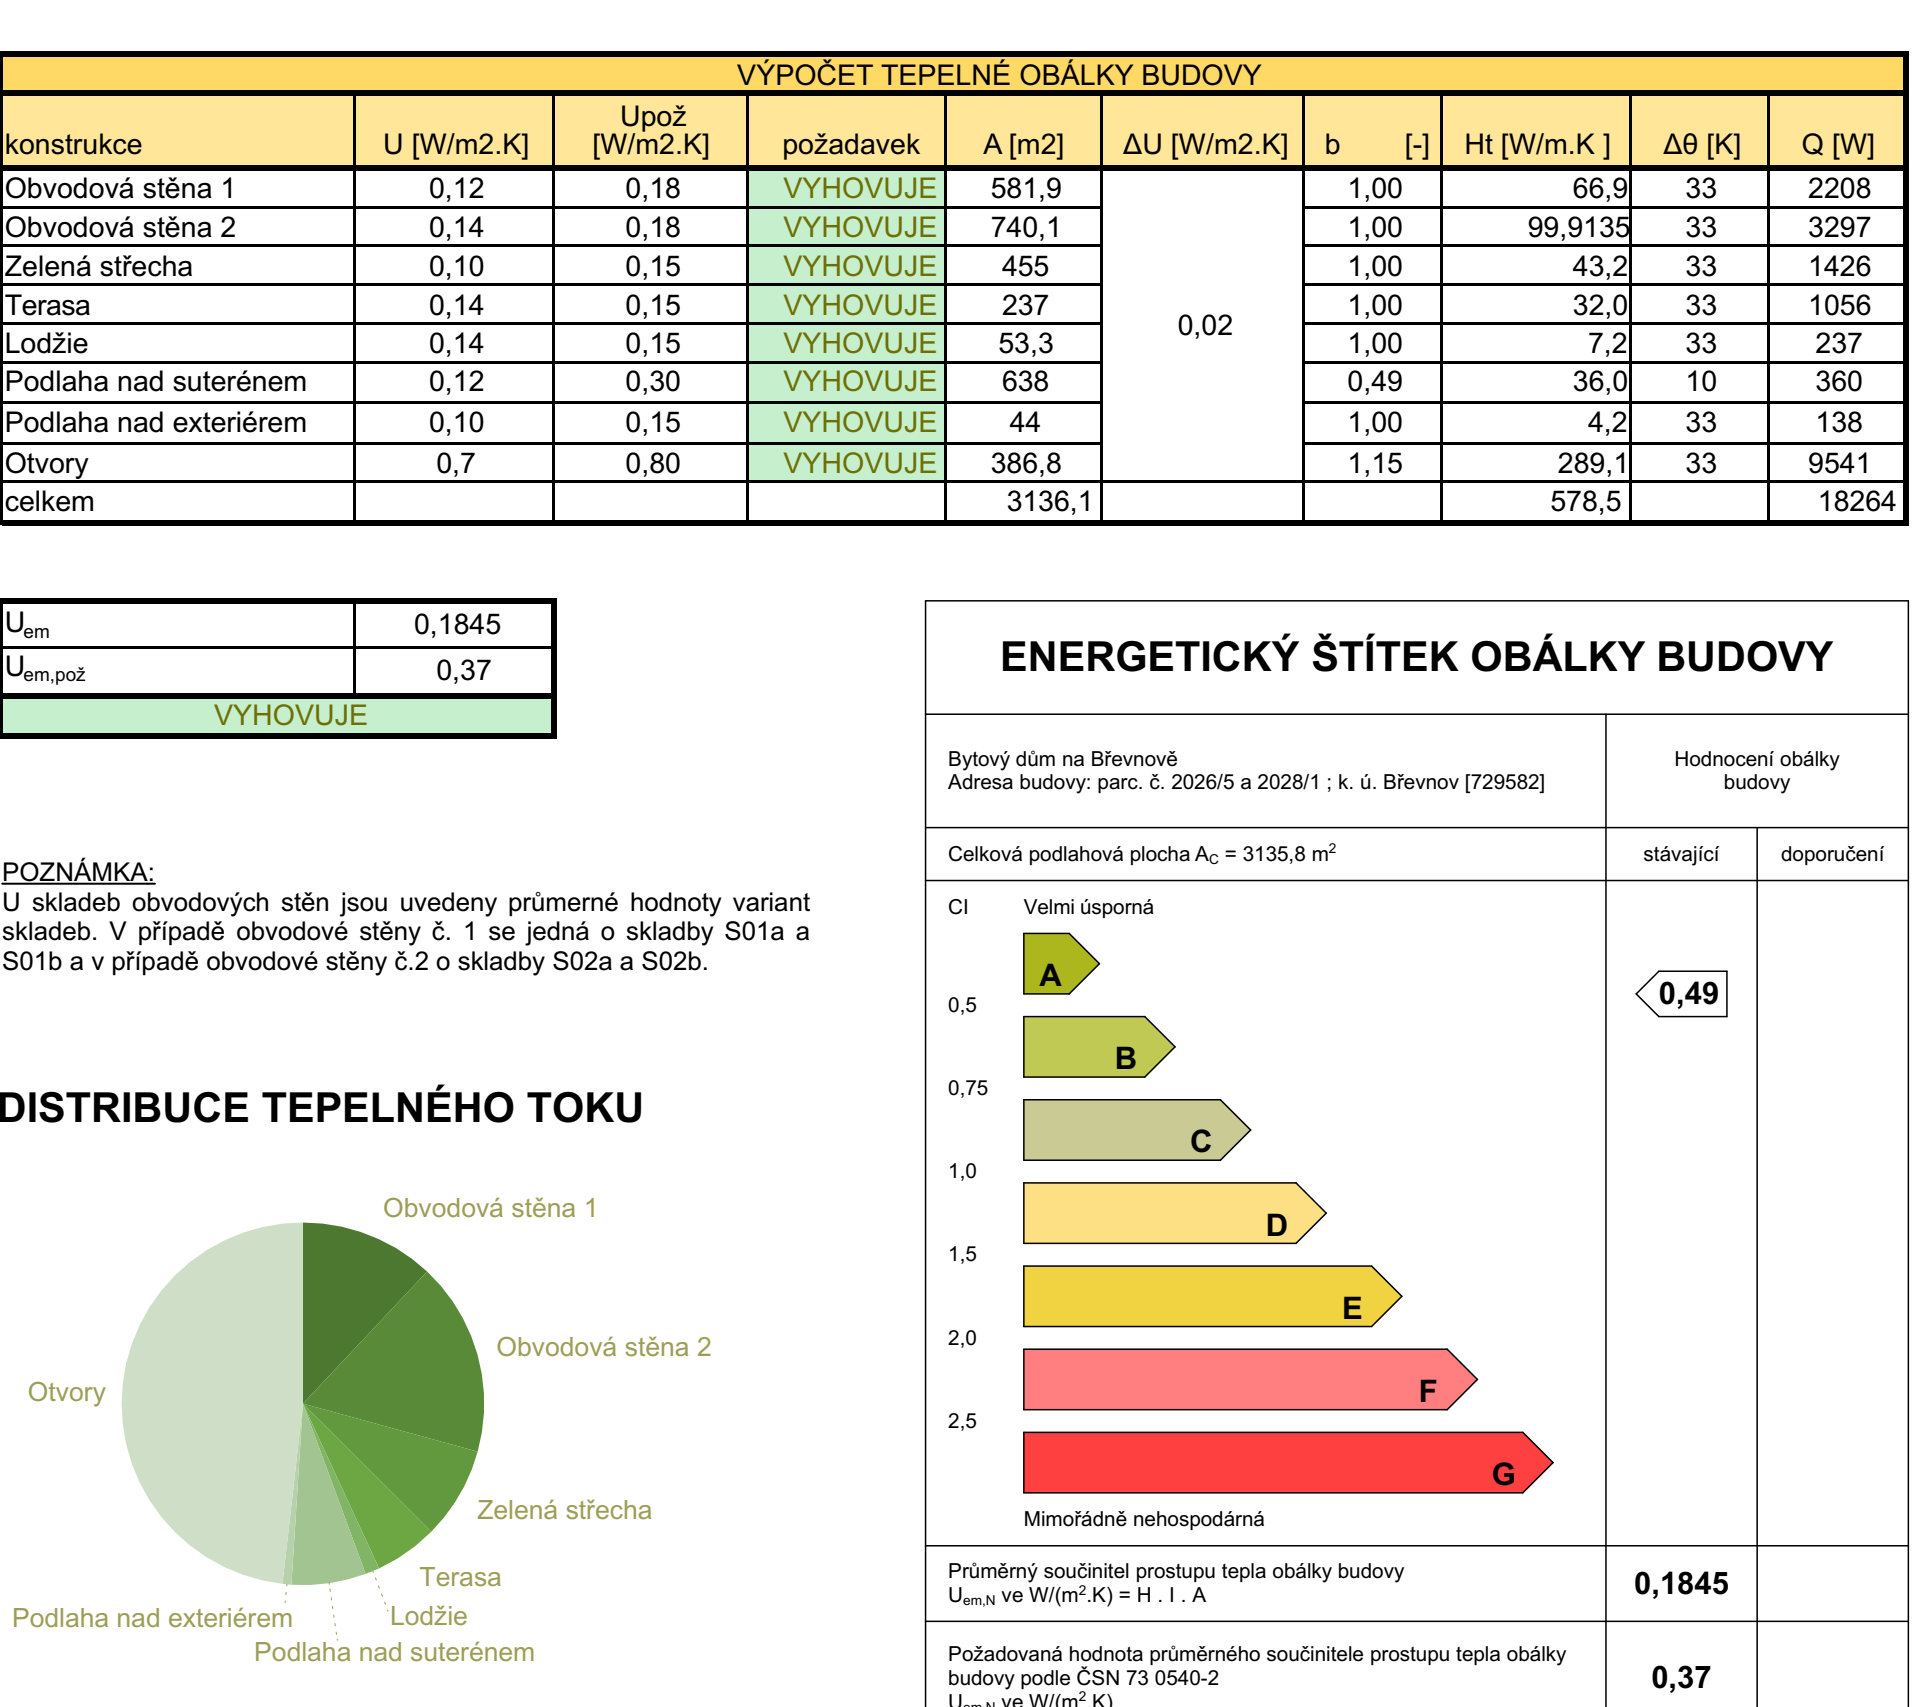 VÝPOČET TEPELNÉ OBÁLKY BUDOVY
konstrukce U [W/m2.K] Upož [W/m2.K] požadavek A [m2] ΔU [W/m2.K] b [-] Ht [W/m.K ] Δθ [K] Q [W]
Obvodová stěna 1 0,12 0,18 VYHOVUJE 581,9 1,00 66,9 33 2208
Obvodová stěna 2 0,14 0,18 VYHOVUJE 740,1 1,00 99,9135 33 3297
Zelená střecha 0,10 0,15 VYHOVUJE 455 1,00 43,2 33 1426
Terasa 0,14 0,15 VYHOVUJE 237 1,00 32,0 33 1056
0,02
Lodžie 0,14 0,15 VYHOVUJE 53,3 1,00 7,2 33 237
Podlaha nad suterénem 0,12 0,30 VYHOVUJE 638 0,49 36,0 10 360
Podlaha nad exteriérem 0,10 0,15 VYHOVUJE 44 1,00 4,2 33 138
Otvory 0,7 0,80 VYHOVUJE 386,8 1,15 289,1 33 9541
celkem 3136,1 578,5 18264
Uem 0,1845
Uem,pož 0,37
VYHOVUJE
POZNÁMKA:
U skladeb obvodových stěn jsou uvedeny průmerné hodnoty variant
skladeb. V případě obvodové stěny č. 1 se jedná o skladby S01a a
S01b a v případě obvodové stěny č.2 o skladby S02a a S02b.
DISTRIBUCE TEPELNÉHO TOKU
Obvodová stěna 1
Obvodová stěna 2
Otvory
Zelená střecha
Terasa
Podlaha nad exteriérem
Lodžie
Podlaha nad suterénem
ENERGETICKÝ ŠTÍTEK OBÁLKY BUDOVY
Bytový dům na Břevnově
Adresa budovy: parc. č. 2026/5 a 2028/1 ; k. ú. Břevnov [729582]
Hodnocení obálky
budovy
Celková podlahová plocha AC = 3135,8 m²
stávající doporučení
CI Velmi úsporná
A
0,5
0,49
B
0,75
C
1,0
D
1,5
E
2,0
F
2,5
G
Mimořádně nehospodárná
Průměrný součinitel prostupu tepla obálky budovy
Uem,N ve W/(m².K) = H . I . A
0,1845
Požadovaná hodnota průměrného součinitele prostupu tepla obálky
budovy podle ČSN 73 0540-2
Uem,N ve W/(m².K)
0,37